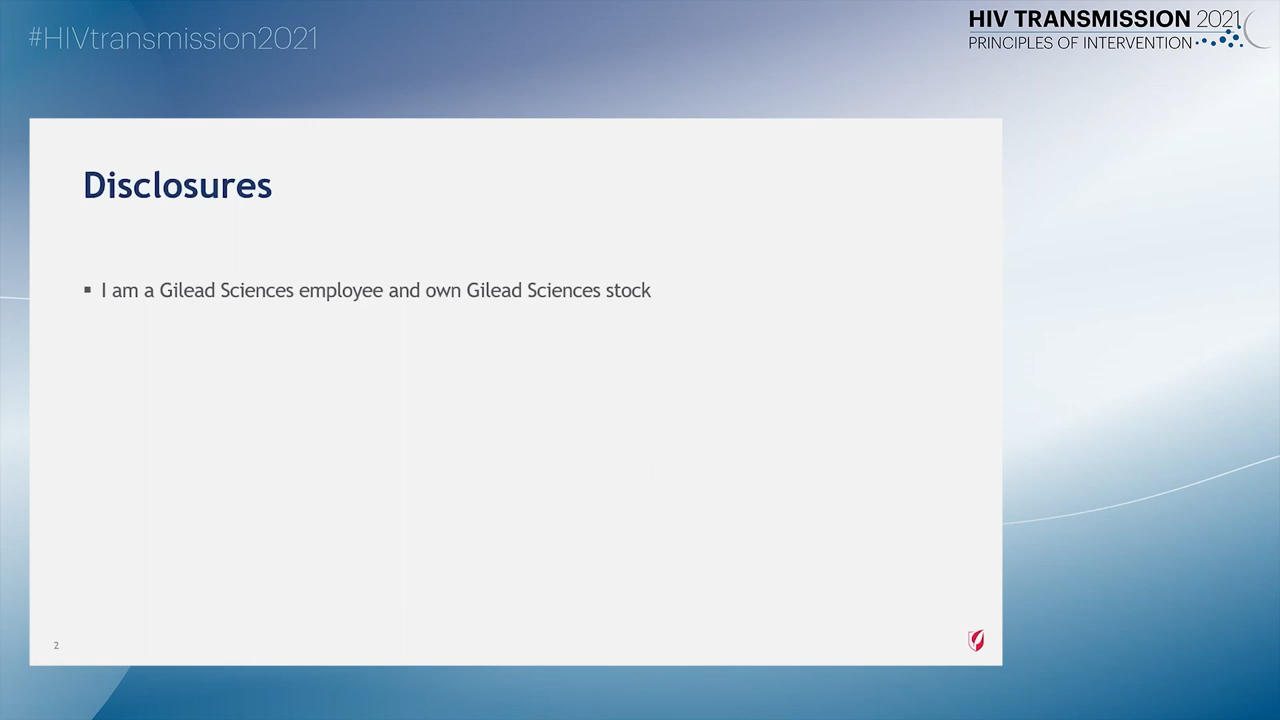 #HIVtransmission2021
HIV TRANSMISSION 2021
PRINCIPLES OF INTERVENTION
Disclosures
▪ I am a Gilead Sciences employee and own Gilead Sciences stock
2